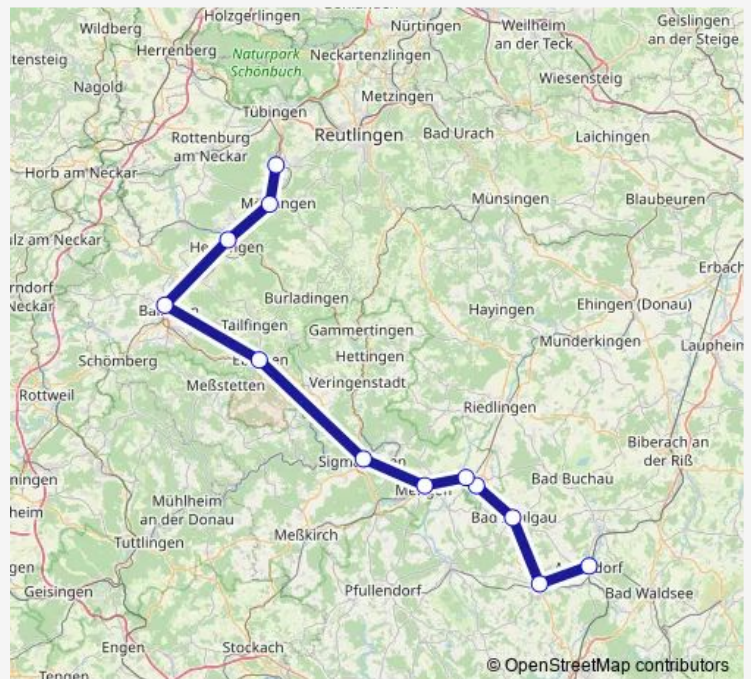 Holzgerlingen
Wildberg
Nürtingen
Weilheim
an der Teck
Geislingen
an der Steige
Herrenberg
Naturpark
Schönbuch
Neckartenzlingen
Wiesensteig
Nagold
Metzingen
Tübingen
Rottenburg
am Neckar
Reutlingen
Bad Urach
Laichingen
Horb am Neckar
Münsingen
Blaubeuren
Burladingen
Hayingen
Ehingen (Donau)
Tailfingen
Gammertingen
Munderkingen
Schömberg
Hettingen
Meßstetten
Veringenstadt
Rottweil
Riedlingen
Biberach an
der Riß
Bad Buchau
Mühlheim
an der Donau
Meßkirch
Tuttlingen
Geisingen
Pfullendorf
Bad Waldsee
Engen
Stockach
© OpenStreetMap contributors